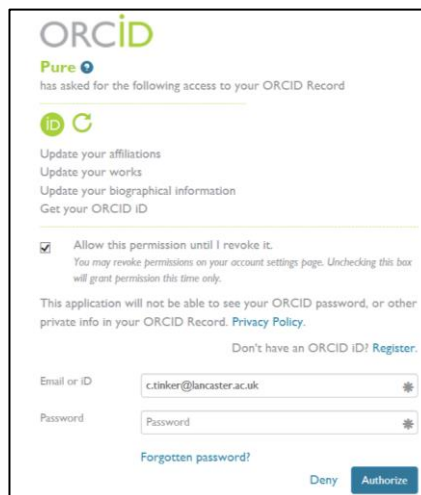 ORCiD
Pure ?
has asked for the following access to your ORCID Record
iD
Update your affiliations
Update your works
Update your biographical information
Get your ORCID iD
Allow this permission until I revoke it.
You may revoke permissions on your account settings page. Unchecking this box
will grant permission this time only.
This application will not be able to see your ORCID password, or other
private info in your ORCID Record. Privacy Policy.
Don't have an ORCID iD? Register.
Email or iD c.tinker@lancaster.ac.uk
Password Password
Forgotten password?
Deny Authorize